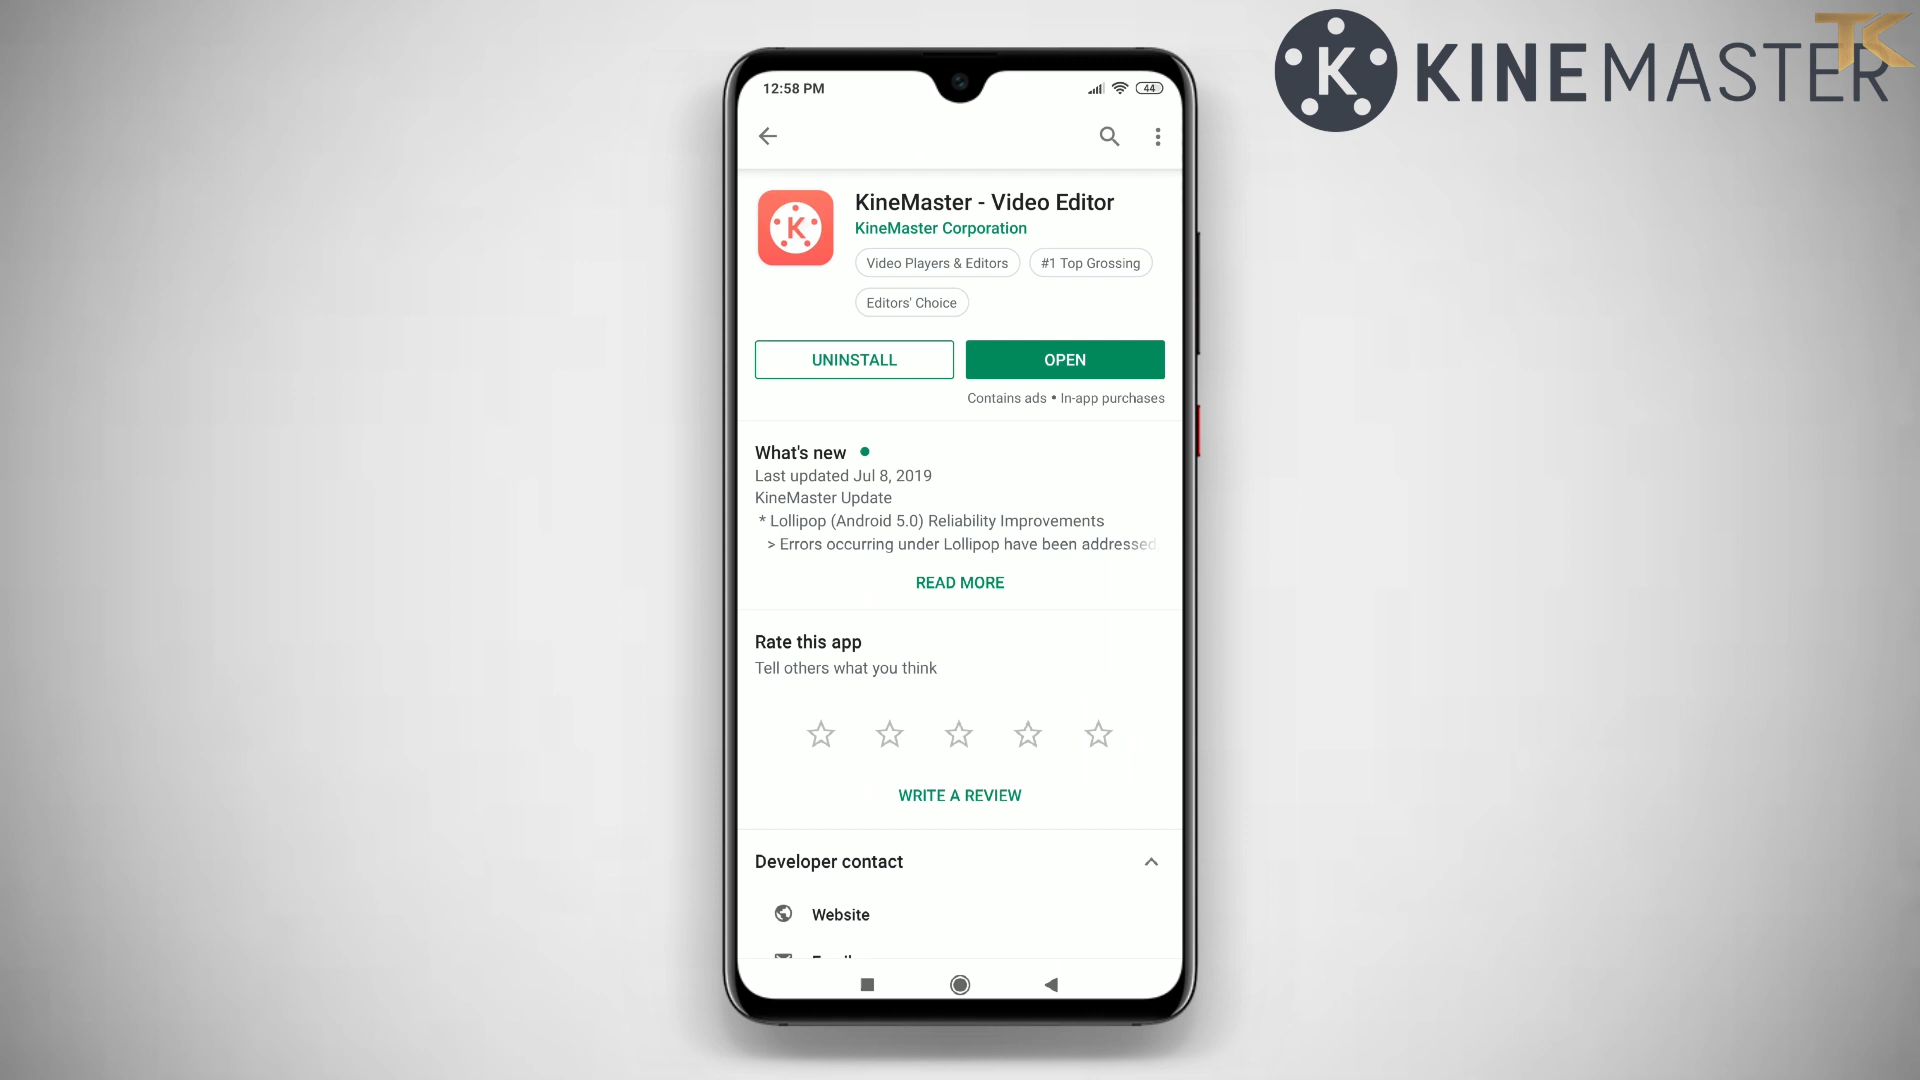 KINEMASTER
TK
K
12:58 PM
44
K
KineMaster - Video Editor
KineMaster Corporation
Video Players & Editors
#1 Top Grossing
Editors' Choice
UNINSTALL
OPEN
Contains ads • In-app purchases
What's new
Last updated Jul 8, 2019
KineMaster Update
* Lollipop (Android 5.0) Reliability Improvements
> Errors occurring under Lollipop have been addressed
READ MORE
Rate this app
Tell others what you think
WRITE A REVIEW
Developer contact
Website